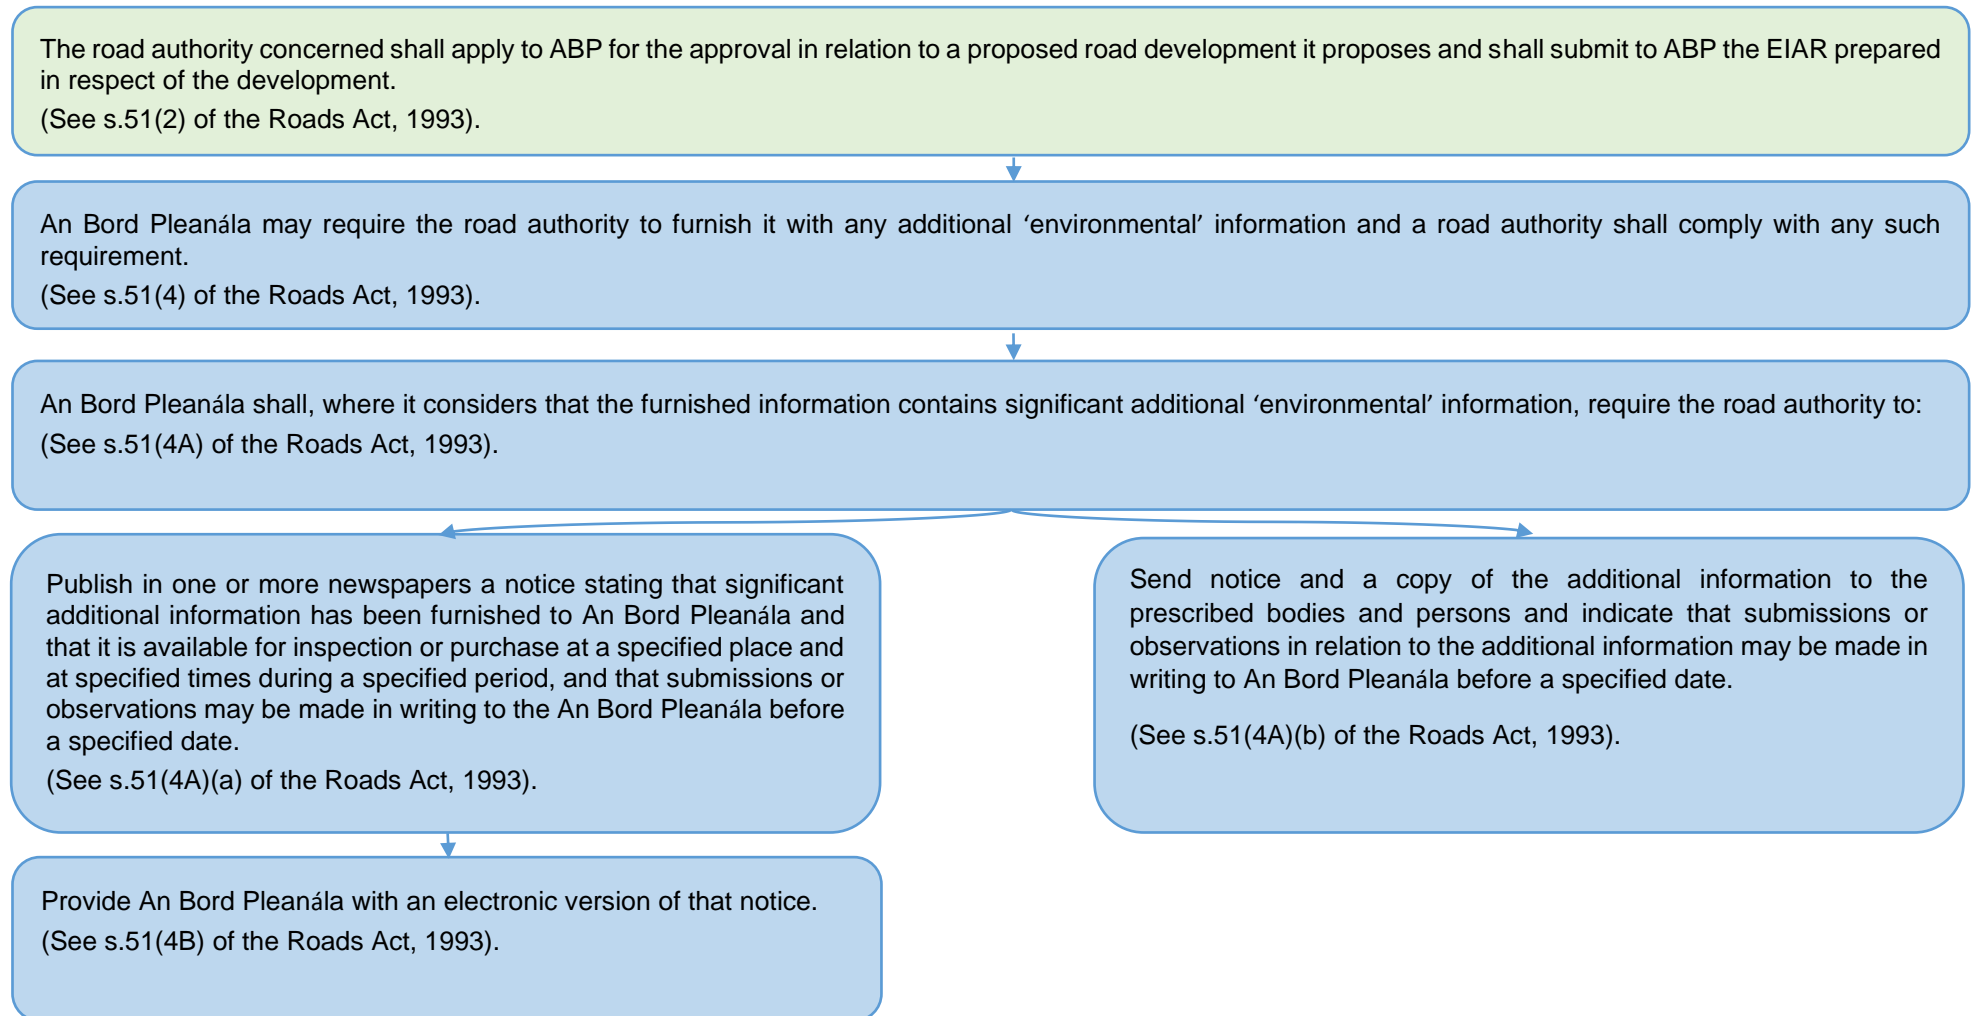 The road authority concerned shall apply to ABP for the approval in relation to a proposed road development it proposes and shall submit to ABP the EIAR prepared
in respect of the development.
(See s.51(2) of the Roads Act, 1993).
An Bord Pleanála may require the road authority to furnish it with any additional ‘environmental’ information and a road authority shall comply with any such
requirement.
(See s.51(4) of the Roads Act, 1993).
An Bord Pleanála shall, where it considers that the furnished information contains significant additional ‘environmental’ information, require the road authority to:
(See s.51(4A) of the Roads Act, 1993).
Publish in one or more newspapers a notice stating that significant
additional information has been furnished to An Bord Pleanála and
that it is available for inspection or purchase at a specified place and
at specified times during a specified period, and that submissions or
observations may be made in writing to the An Bord Pleanála before
a specified date.
(See s.51(4A)(a) of the Roads Act, 1993).
Send notice and a copy of the additional information to the
prescribed bodies and persons and indicate that submissions or
observations in relation to the additional information may be made in
writing to An Bord Pleanála before a specified date.
(See s.51(4A)(b) of the Roads Act, 1993).
Provide An Bord Pleanála with an electronic version of that notice.
(See s.51(4B) of the Roads Act, 1993).